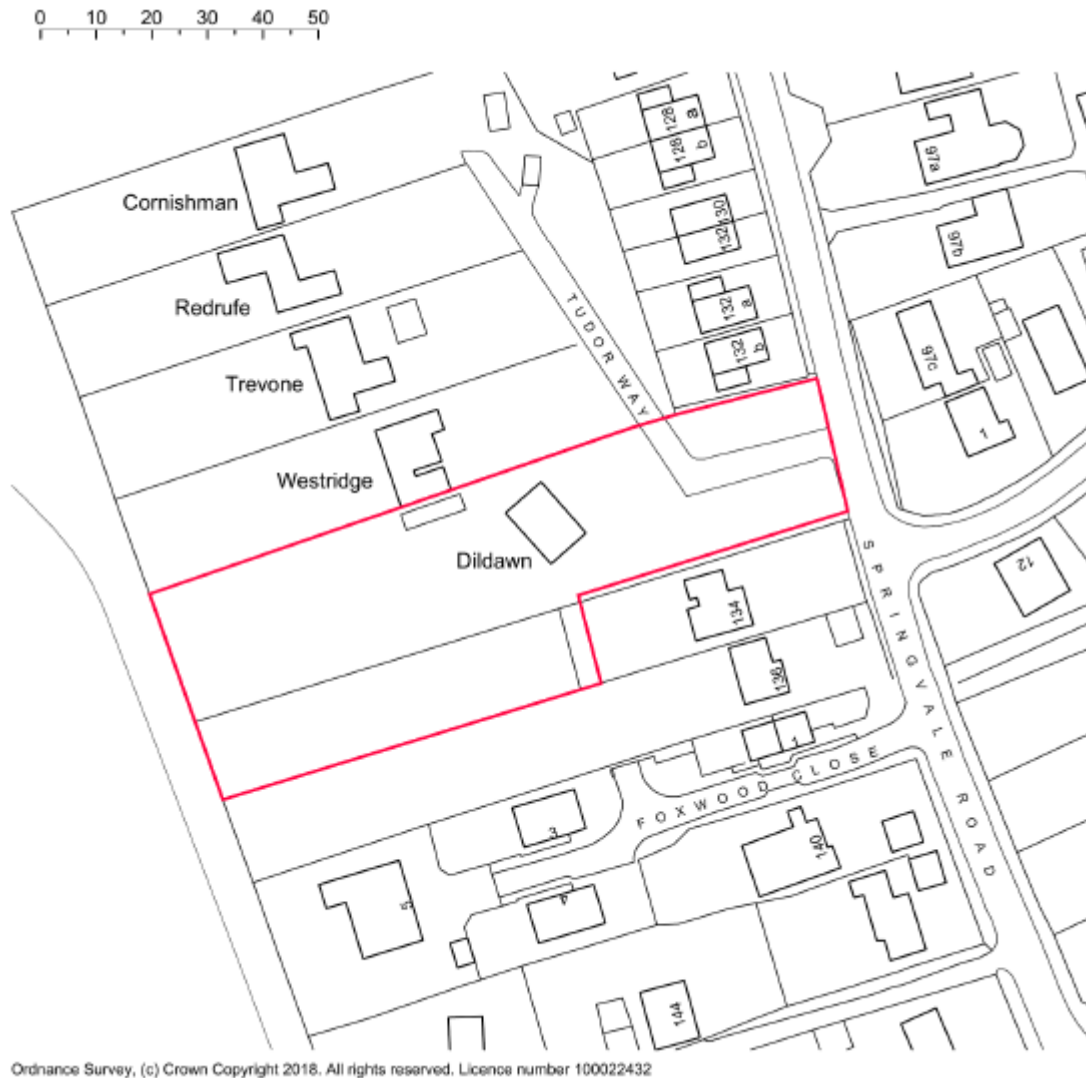 0 10 20 30 40 50
128 a
128 b
97a
Cornishman
130
132
97b
Redrufe
132 a
TUDOR WAY
132 b
97c
Trevone
1
Westridge
Dildawn
12
134
SPRINGVALE ROAD
136
1
FOXWOOD CLOSE
3
140
5
4
144
Ordnance Survey, (c) Crown Copyright 2018. All rights reserved. Licence number 100022432